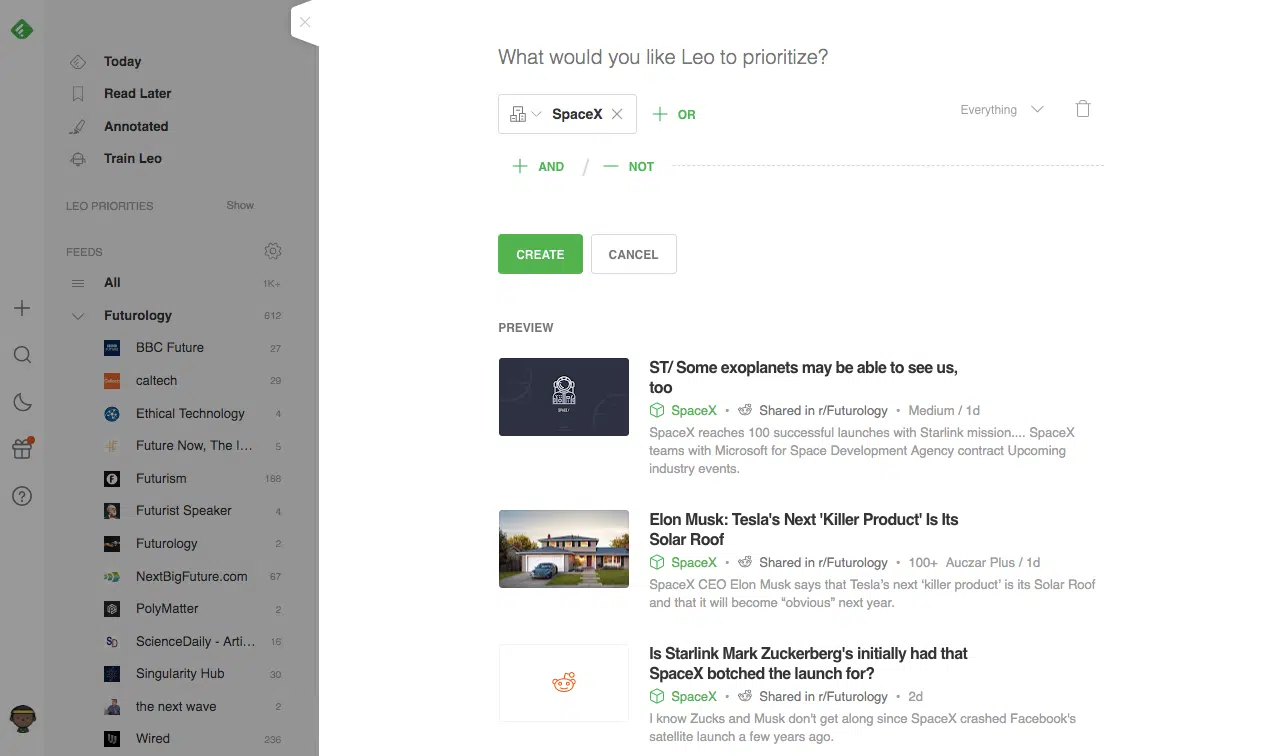 Today
Read Later
Annotated
Train Leo
LEO PRIORITIES Show
FEEDS
All 1K+
Futurology 612
BBC Future 27
caltech 29
Ethical Technology 4
Future Now, The I... 5
Futurism 188
Futurist Speaker 4
Futurology 2
NextBigFuture.com 67
PolyMatter 2
ScienceDaily - Arti... 16
Singularity Hub 30
the next wave 2
Wired 236
What would you like Leo to prioritize?
SpaceX OR Everything
AND / NOT
CREATE CANCEL
PREVIEW
ST/ Some exoplanets may be able to see us,
too
SpaceX • Shared in r/Futurology • Medium / 1d
SpaceX reaches 100 successful launches with Starlink mission.... SpaceX
teams with Microsoft for Space Development Agency contract Upcoming
industry events.
Elon Musk: Tesla's Next 'Killer Product' Is Its
Solar Roof
SpaceX • Shared in r/Futurology • 100+ Auczar Plus / 1d
SpaceX CEO Elon Musk says that Tesla's next ‘killer product’ is its Solar Roof
and that it will become “obvious” next year.
Is Starlink Mark Zuckerberg's initially had that
SpaceX botched the launch for?
SpaceX • Shared in r/Futurology • 2d
I know Zucks and Musk don't get along since SpaceX crashed Facebook's
satellite launch a few years ago.